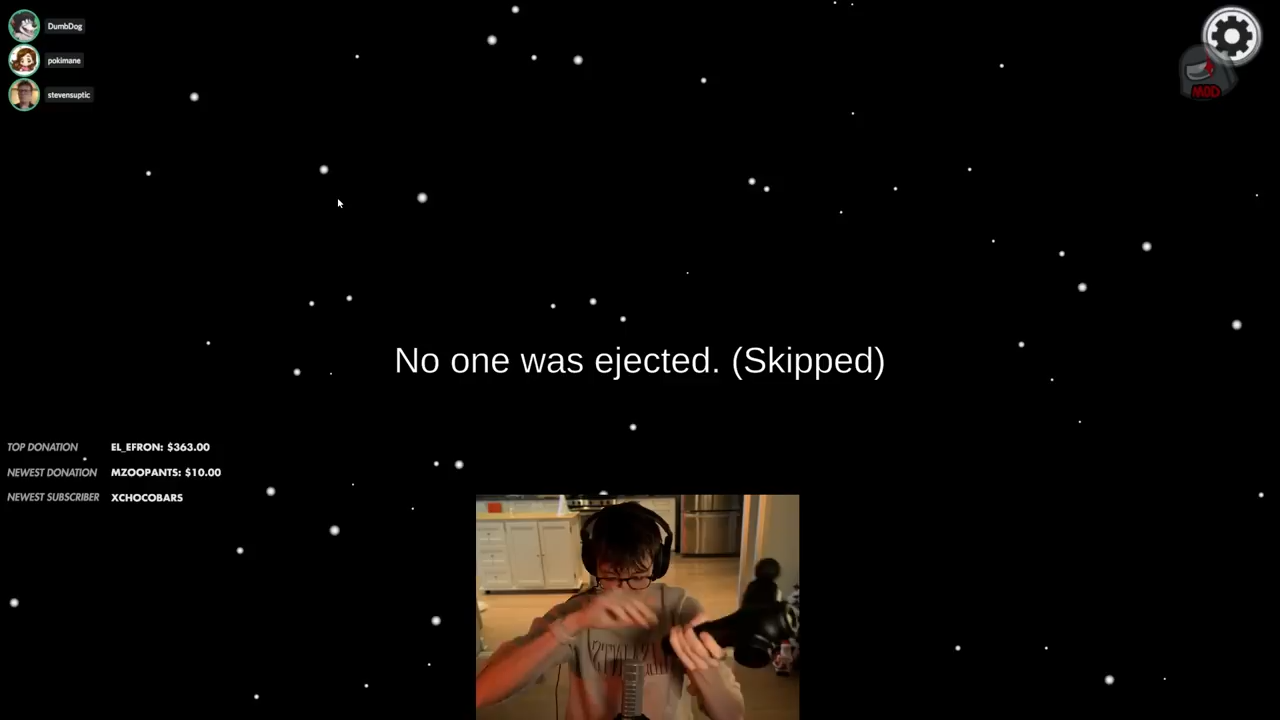 DumbDog
pokimane
stevensuptic
MOD
No one was ejected. (Skipped)
TOP DONATION EL_EFRON: $363.00
NEWEST DONATION MZOOPANTS: $10.00
NEWEST SUBSCRIBER XCHOCOBARS